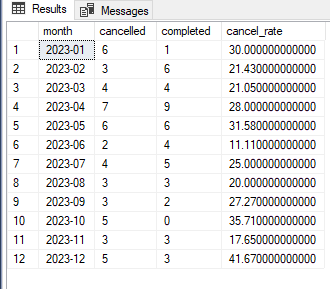 Results Messages
month cancelled completed cancel_rate
1 2023-01 6 1 30.000000000000
2 2023-02 3 6 21.430000000000
3 2023-03 4 4 21.050000000000
4 2023-04 7 9 28.000000000000
5 2023-05 6 6 31.580000000000
6 2023-06 2 4 11.110000000000
7 2023-07 4 5 25.000000000000
8 2023-08 3 3 20.000000000000
9 2023-09 3 2 27.270000000000
10 2023-10 5 0 35.710000000000
11 2023-11 3 3 17.650000000000
12 2023-12 5 3 41.670000000000